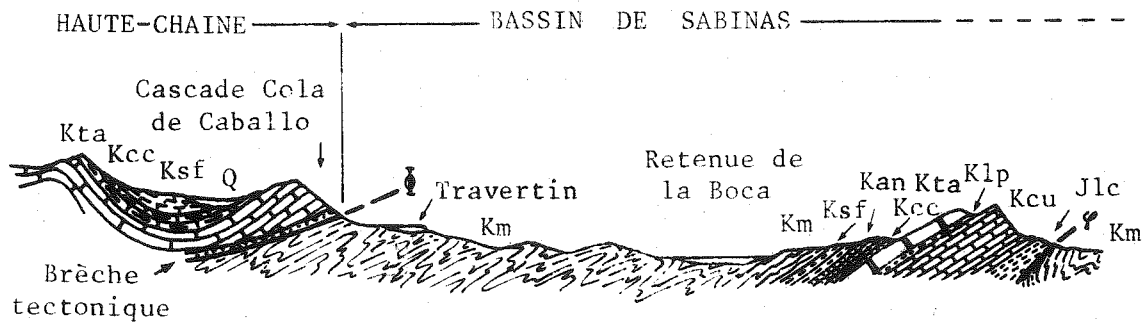 HAUTE-CHAINE
BASSIN DE SABINAS
Cascade Cola
de Caballo
Kta
Kcc
Ksf
Q
Φ
Travertin
Km
Retenue de
la Boca
Km
Ksf
Kan
Kcc
Kta
Klp
Kcu
Jlc
φ
Km
Brèche
tectonique